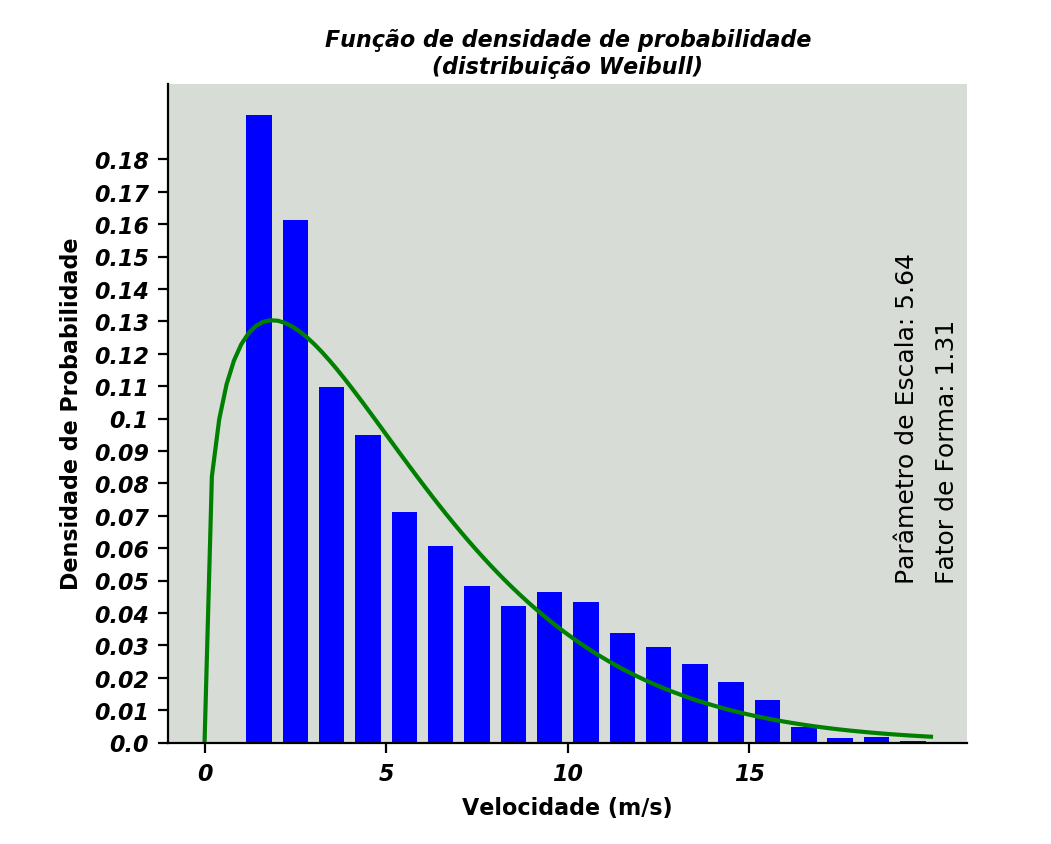 Função de densidade de probabilidade
(distribuição Weibull)
Densidade de Probabilidade
0.18
0.17
0.16
0.15
0.14
0.13
0.12
0.11
0.1
0.09
0.08
0.07
0.06
0.05
0.04
0.03
0.02
0.01
0.0
Parâmetro de Escala: 5.64
Fator de Forma: 1.31
0 5 10 15
Velocidade (m/s)